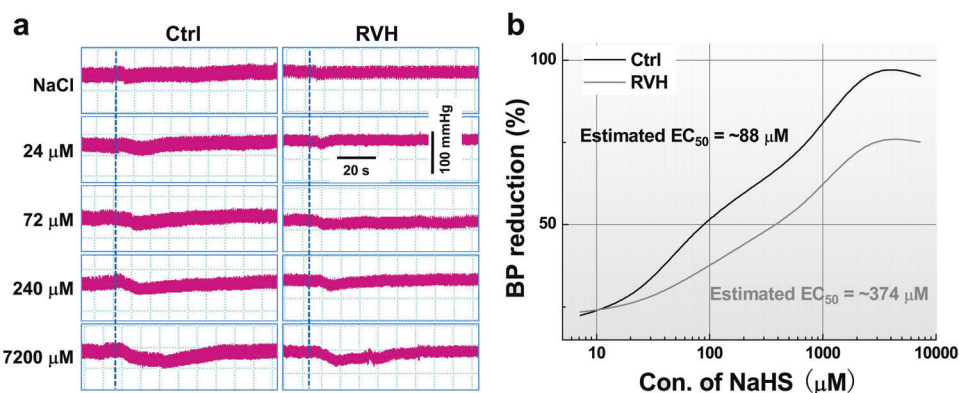 a
Ctrl
RVH
NaCl
24 μM
72 μM
240 μM
7200 μM
20 s
100 mmHg
b
Ctrl
RVH
Estimated EC50 = ~88 μM
Estimated EC50 = ~374 μM
BP reduction (%)
100
50
10
100
1000
10000
Con. of NaHS (μM)